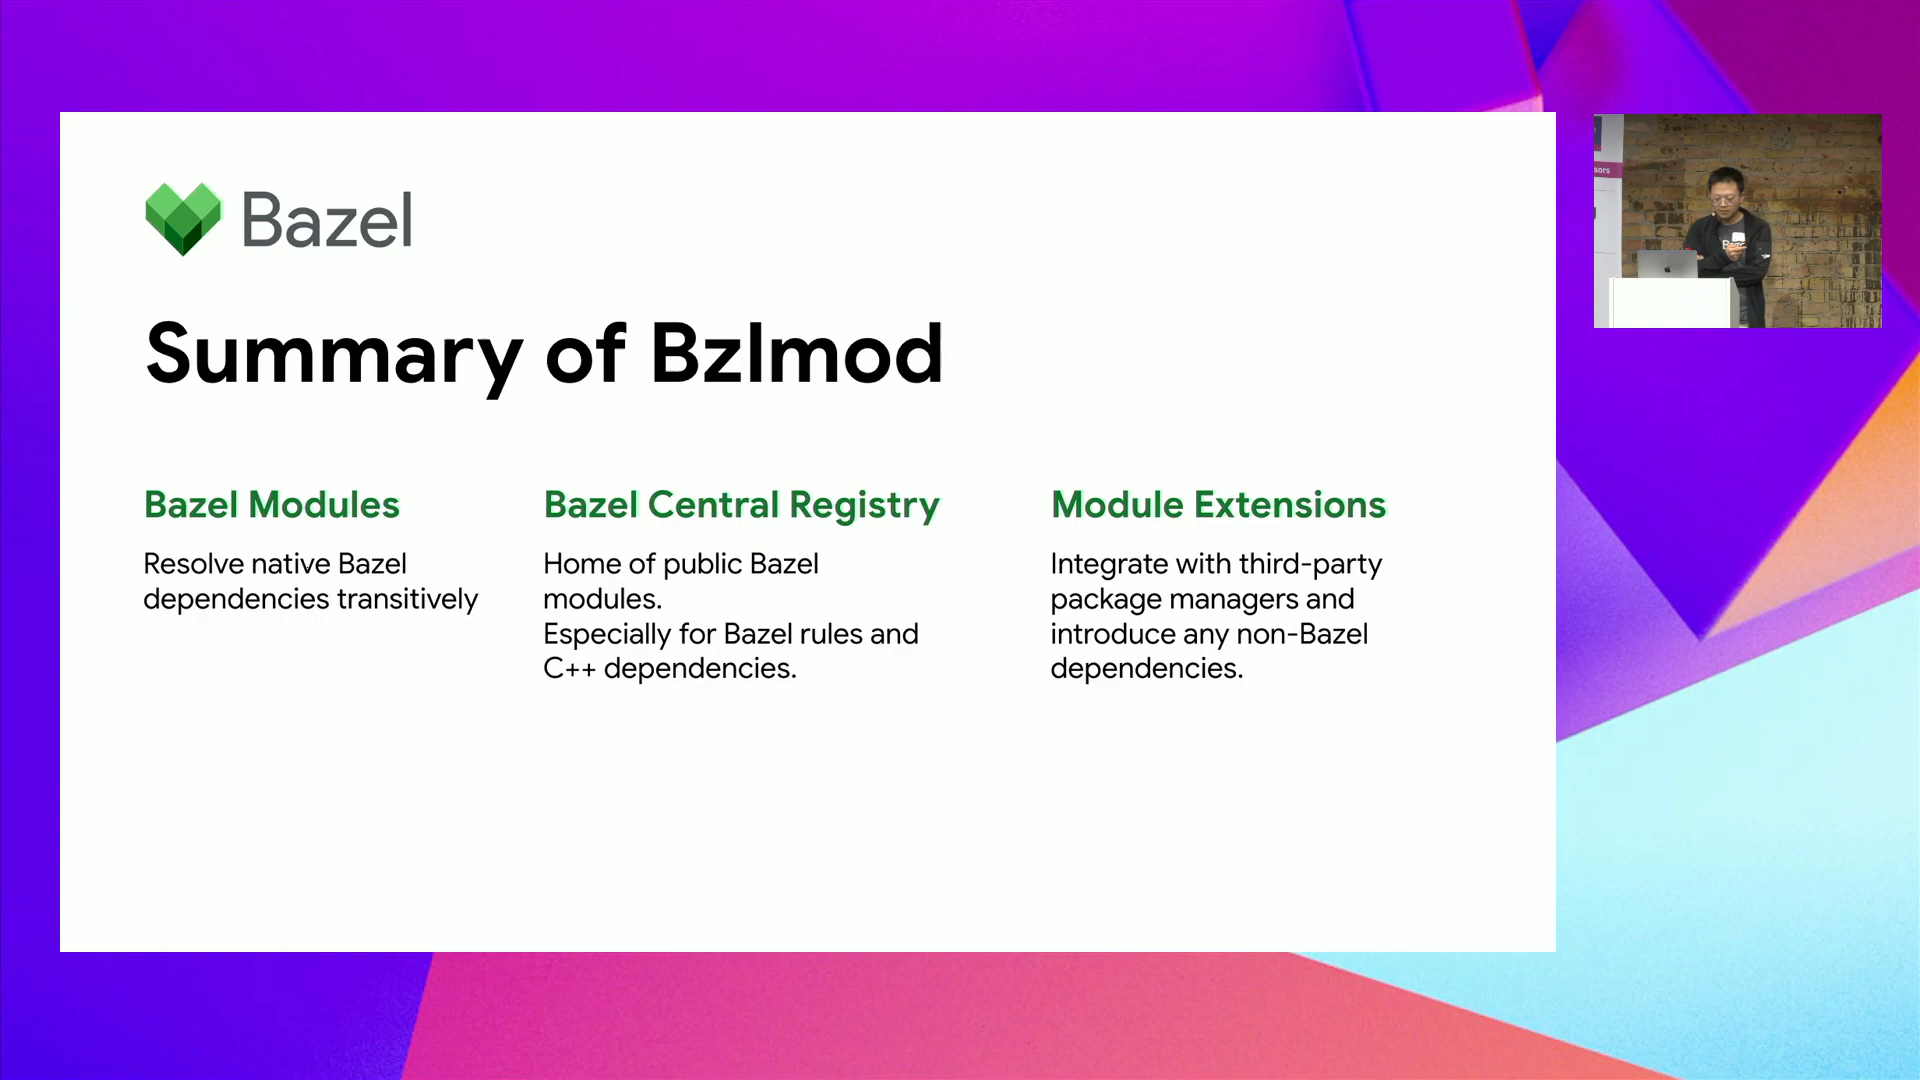 Bazel
Summary of Bzlmod
Bazel Modules
Resolve native Bazel
dependencies transitively
Bazel Central Registry
Home of public Bazel
modules.
Especially for Bazel rules and
C++ dependencies.
Module Extensions
Integrate with third-party
package managers and
introduce any non-Bazel
dependencies.